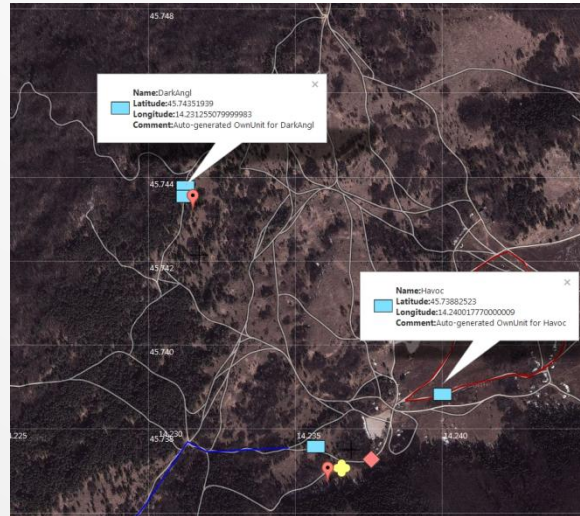 45.748
×
Name:DarkAngl
Latitude:45.74351939
Longitude:14.231255079999983
Comment:Auto-generated OwnUnit for DarkAngl
45.744
45.742
×
Name:Havoc
Latitude:45.73882523
Longitude:14.240017770000009
Comment:Auto-generated OwnUnit for Havoc
45.740
4.225
14.230
14.235
14.240
45.738